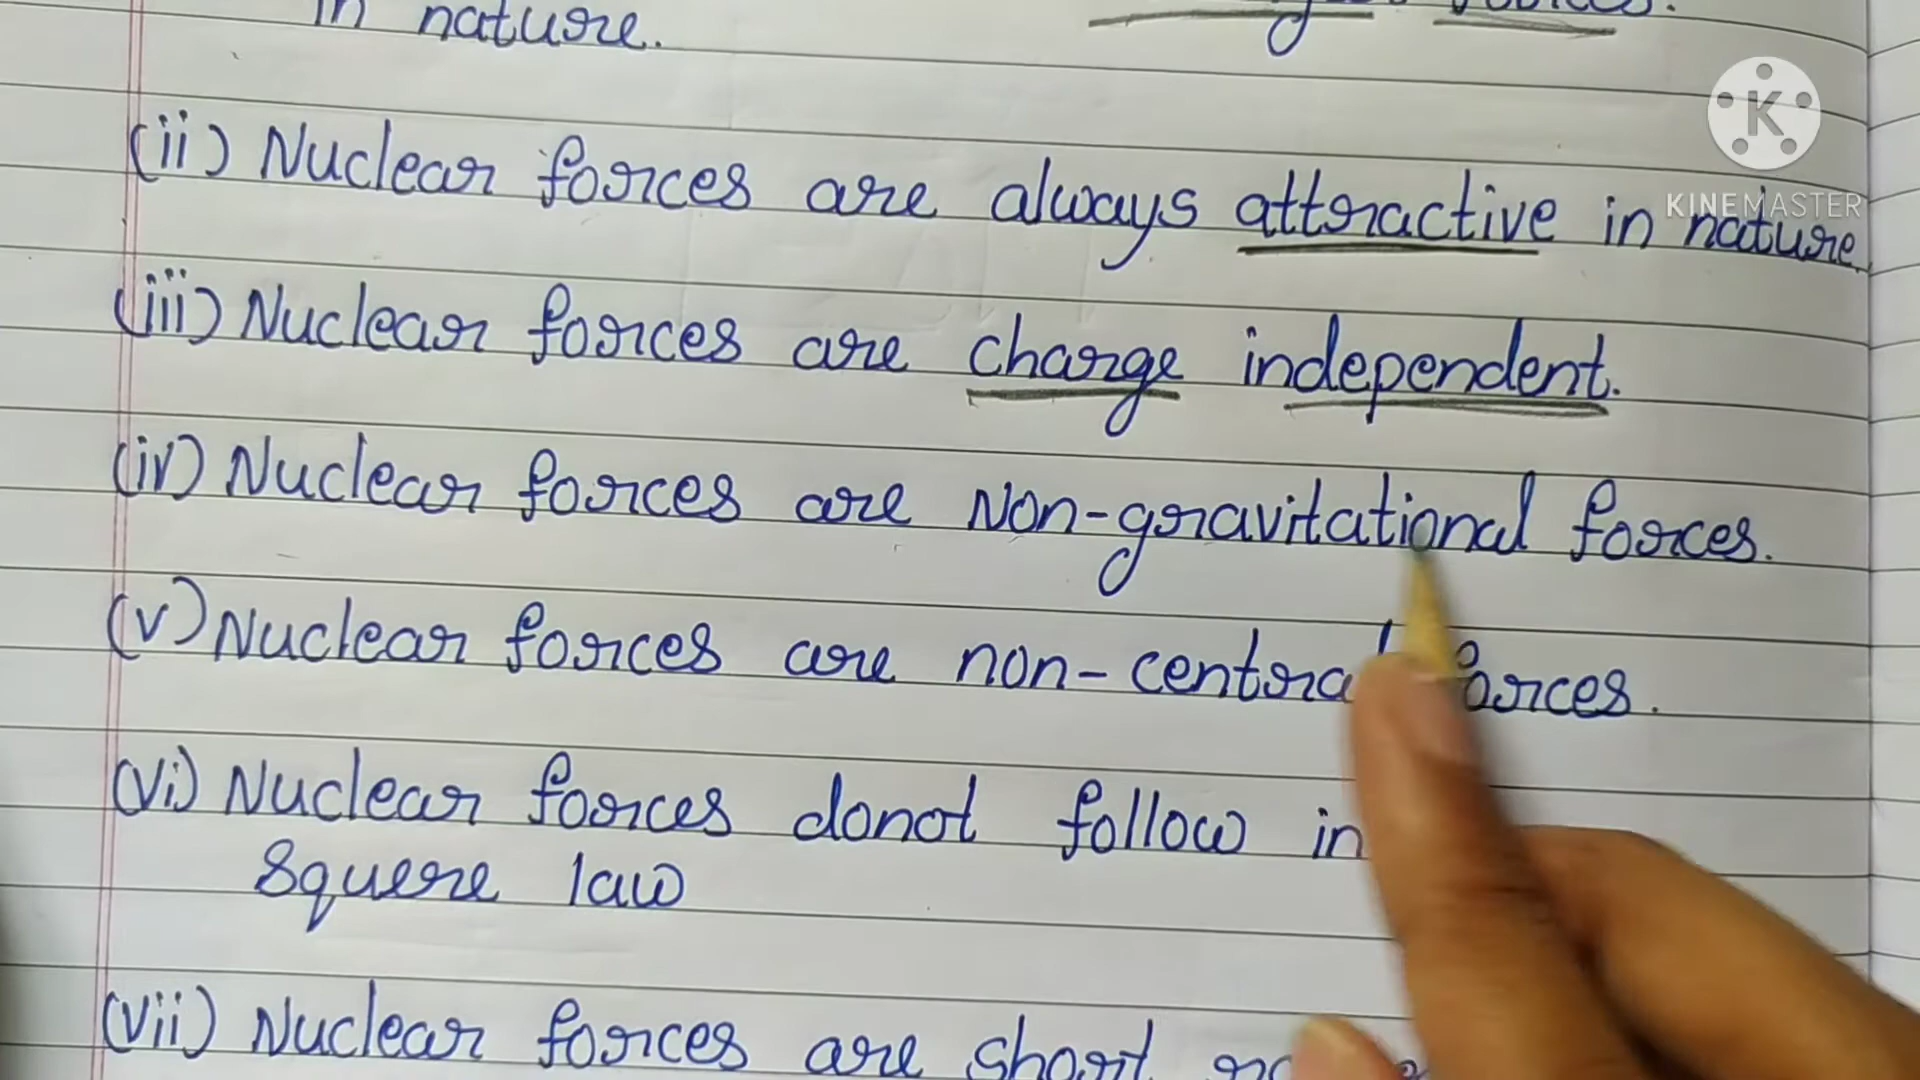 in nature.
(ii) Nuclear forces are always attractive in nature.
(iii) Nuclear forces are charge independent.
(iv) Nuclear forces are Non-gravitational forces.
(v) Nuclear forces are non-central forces.
(vi) Nuclear forces donot follow in
Squere law
(vii) Nuclear forces are short
K
KINEMASTER